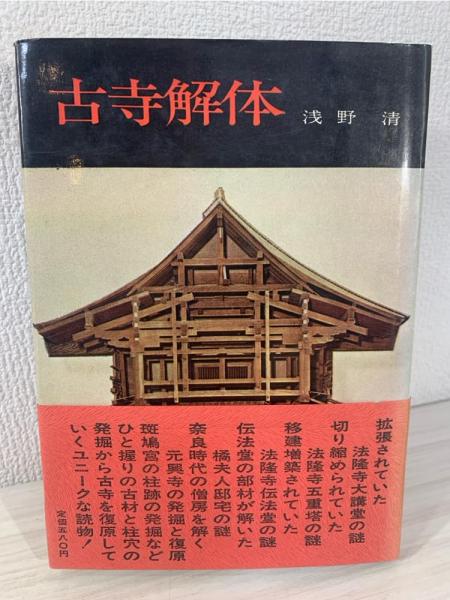 古寺解体
浅野 清
拡張されていた
法隆寺大講堂の謎
切り縮められていた
法隆寺五重塔の謎
移建増築されていた
法隆寺伝法堂の謎
伝法堂の部材が解いた
橘夫人邸宅の謎
奈良時代の僧房を解く
元興寺の発掘と復原
斑鳩宮の柱跡の発掘など
ひと握りの古材と柱穴の
発掘から古寺を復原して
いくユニークな読物!
定価五八〇円